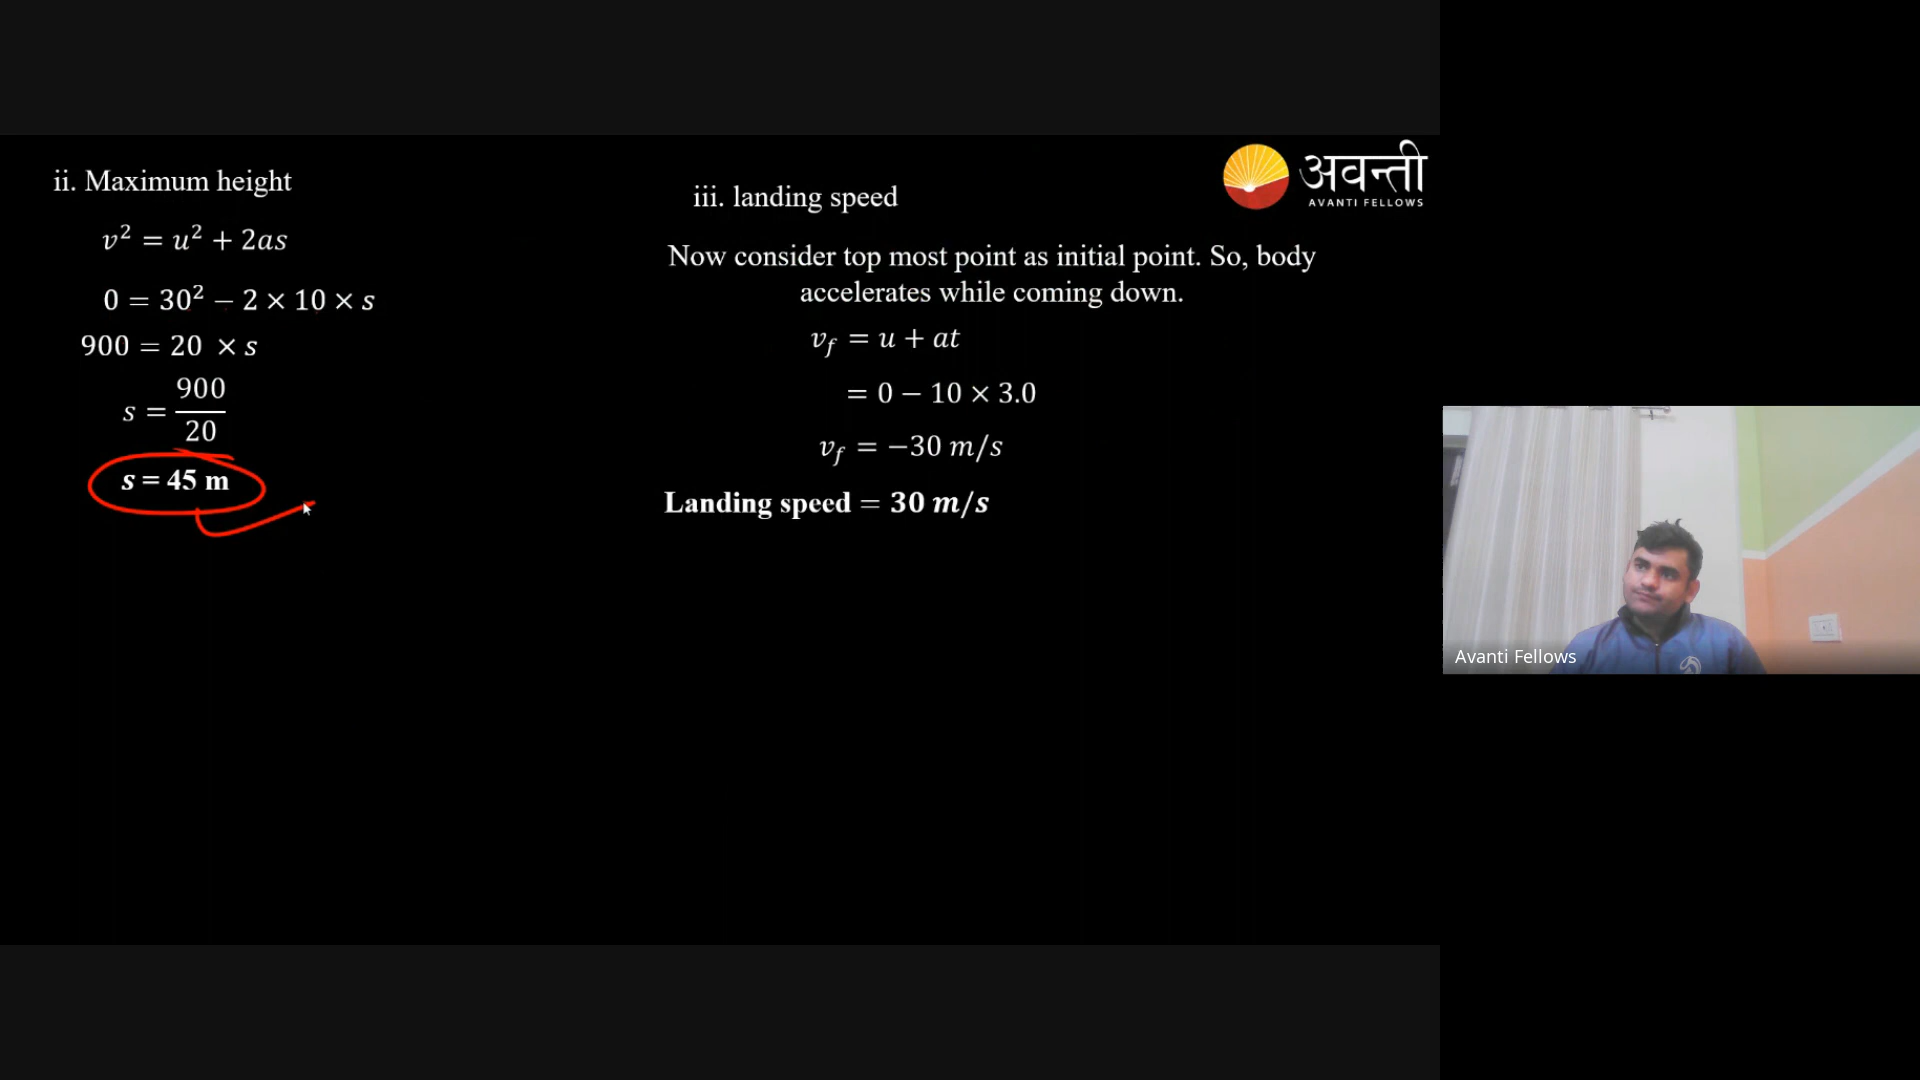 ii. Maximum height
v² = u² + 2as
0 = 30² − 2 × 10 × s
900 = 20 × s
s = 900/20
s = 45 m
iii. landing speed
Now consider top most point as initial point. So, body
accelerates while coming down.
v_f = u + at
= 0 − 10 × 3.0
v_f = −30 m/s
Landing speed = 30 m/s
अवन्ती
AVANTI FELLOWS
Avanti Fellows